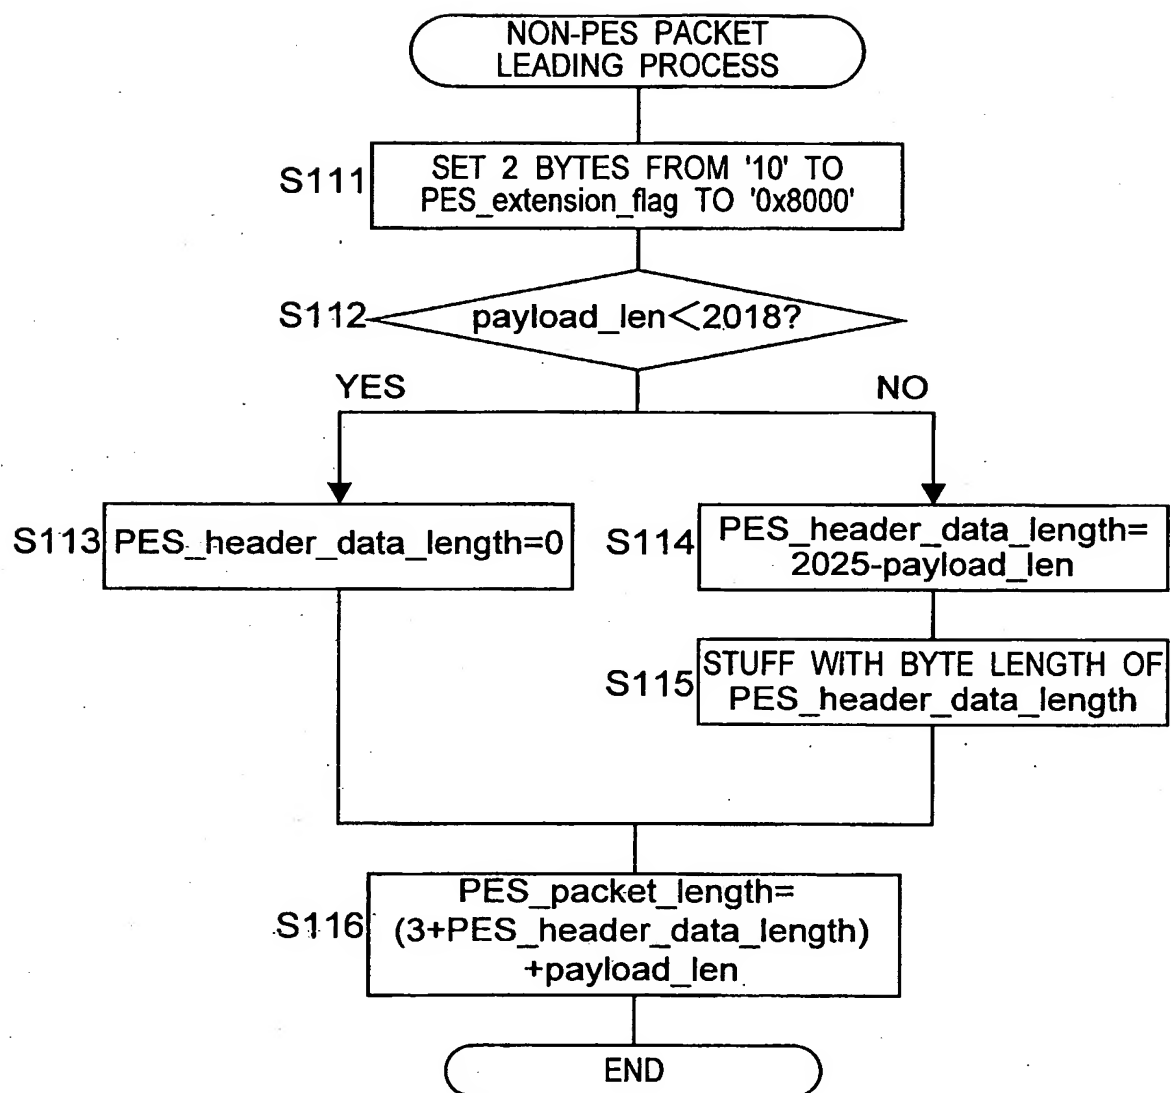 NON-PES PACKET
LEADING PROCESS
S111
SET 2 BYTES FROM '10' TO
PES_extension_flag TO '0x8000'
S112
payload_len<2018?
YES
NO
S113
PES_header_data_length=0
S114
PES_header_data_length=
2025-payload_len
S115
STUFF WITH BYTE LENGTH OF
PES_header_data_length
S116
PES_packet_length=
(3+PES_header_data_length)
+payload_len
END